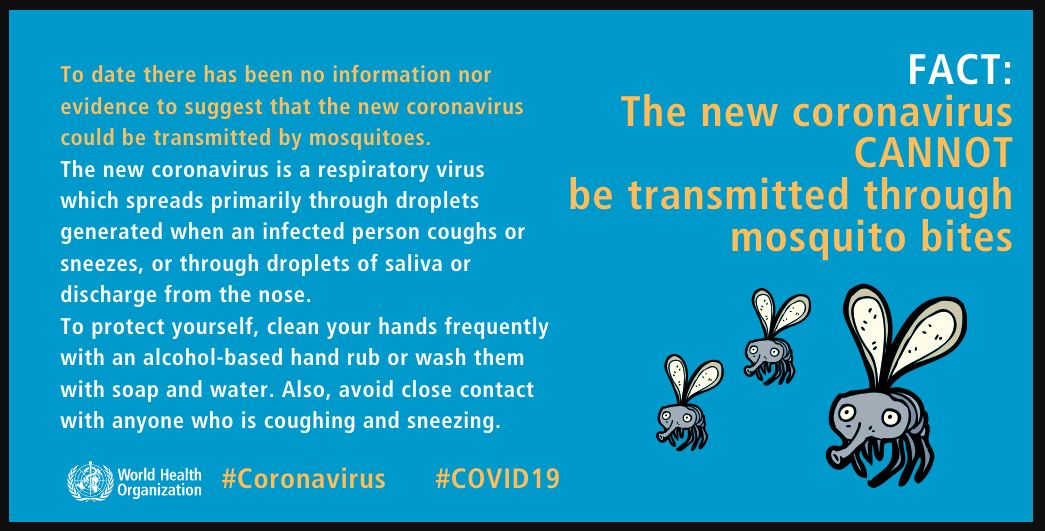 To date there has been no information nor
evidence to suggest that the new coronavirus
could be transmitted by mosquitoes.
The new coronavirus is a respiratory virus
which spreads primarily through droplets
generated when an infected person coughs or
sneezes, or through droplets of saliva or
discharge from the nose.
To protect yourself, clean your hands frequently
with an alcohol-based hand rub or wash them
with soap and water. Also, avoid close contact
with anyone who is coughing and sneezing.
FACT:
The new coronavirus
CANNOT
be transmitted through
mosquito bites
World Health
Organization
#Coronavirus #COVID19